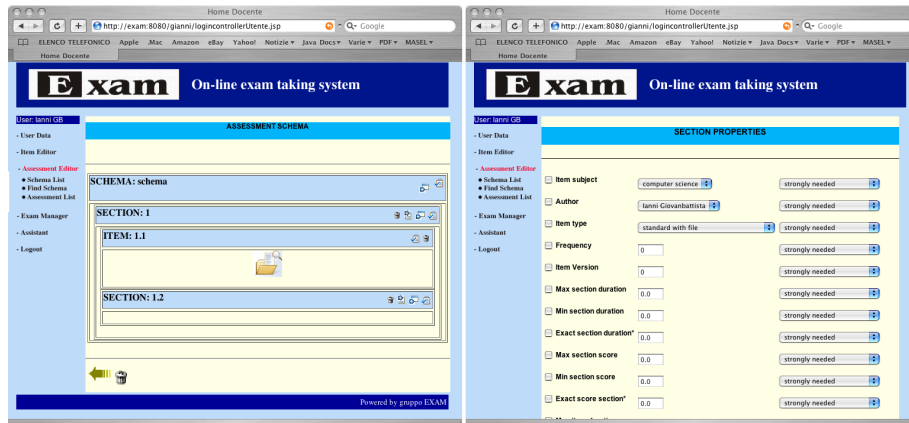 Home Docente
http://exam:8080/gianni/logincontrollerUtente.jsp
Q- Google
ELENCO TELEFONICO Apple .Mac Amazon eBay Yahoo! Notizie Java Docs Varie PDF MASEL
Home Docente
Exam On-line exam taking system
User: Ianni GB
- User Data
- Item Editor
- Assessment Editor
● Schema List
● Find Schema
● Assessment List
- Exam Manager
- Assistant
- Logout
ASSESSMENT SCHEMA
SCHEMA: schema
SECTION: 1
ITEM: 1.1
SECTION: 1.2
Powered by gruppo EXAM
Home Docente
http://exam:8080/gianni/logincontrollerUtente.jsp
Q- Google
ELENCO TELEFONICO Apple .Mac Amazon eBay Yahoo! Notizie Java Docs Varie PDF MASEL
Home Docente
Exam On-line exam taking system
User: Ianni GB
- User Data
- Item Editor
- Assessment Editor
● Schema List
● Find Schema
● Assessment List
- Exam Manager
- Assistant
- Logout
SECTION PROPERTIES
Item subject computer science strongly needed
Author Ianni Giovanbattista strongly needed
Item type standard with file strongly needed
Frequency 0 strongly needed
Item Version 0 strongly needed
Max section duration 0.0 strongly needed
Min section duration 0.0 strongly needed
Exact section duration* 0.0 strongly needed
Max section score 0.0 strongly needed
Min section score 0.0 strongly needed
Exact score section* 0.0 strongly needed